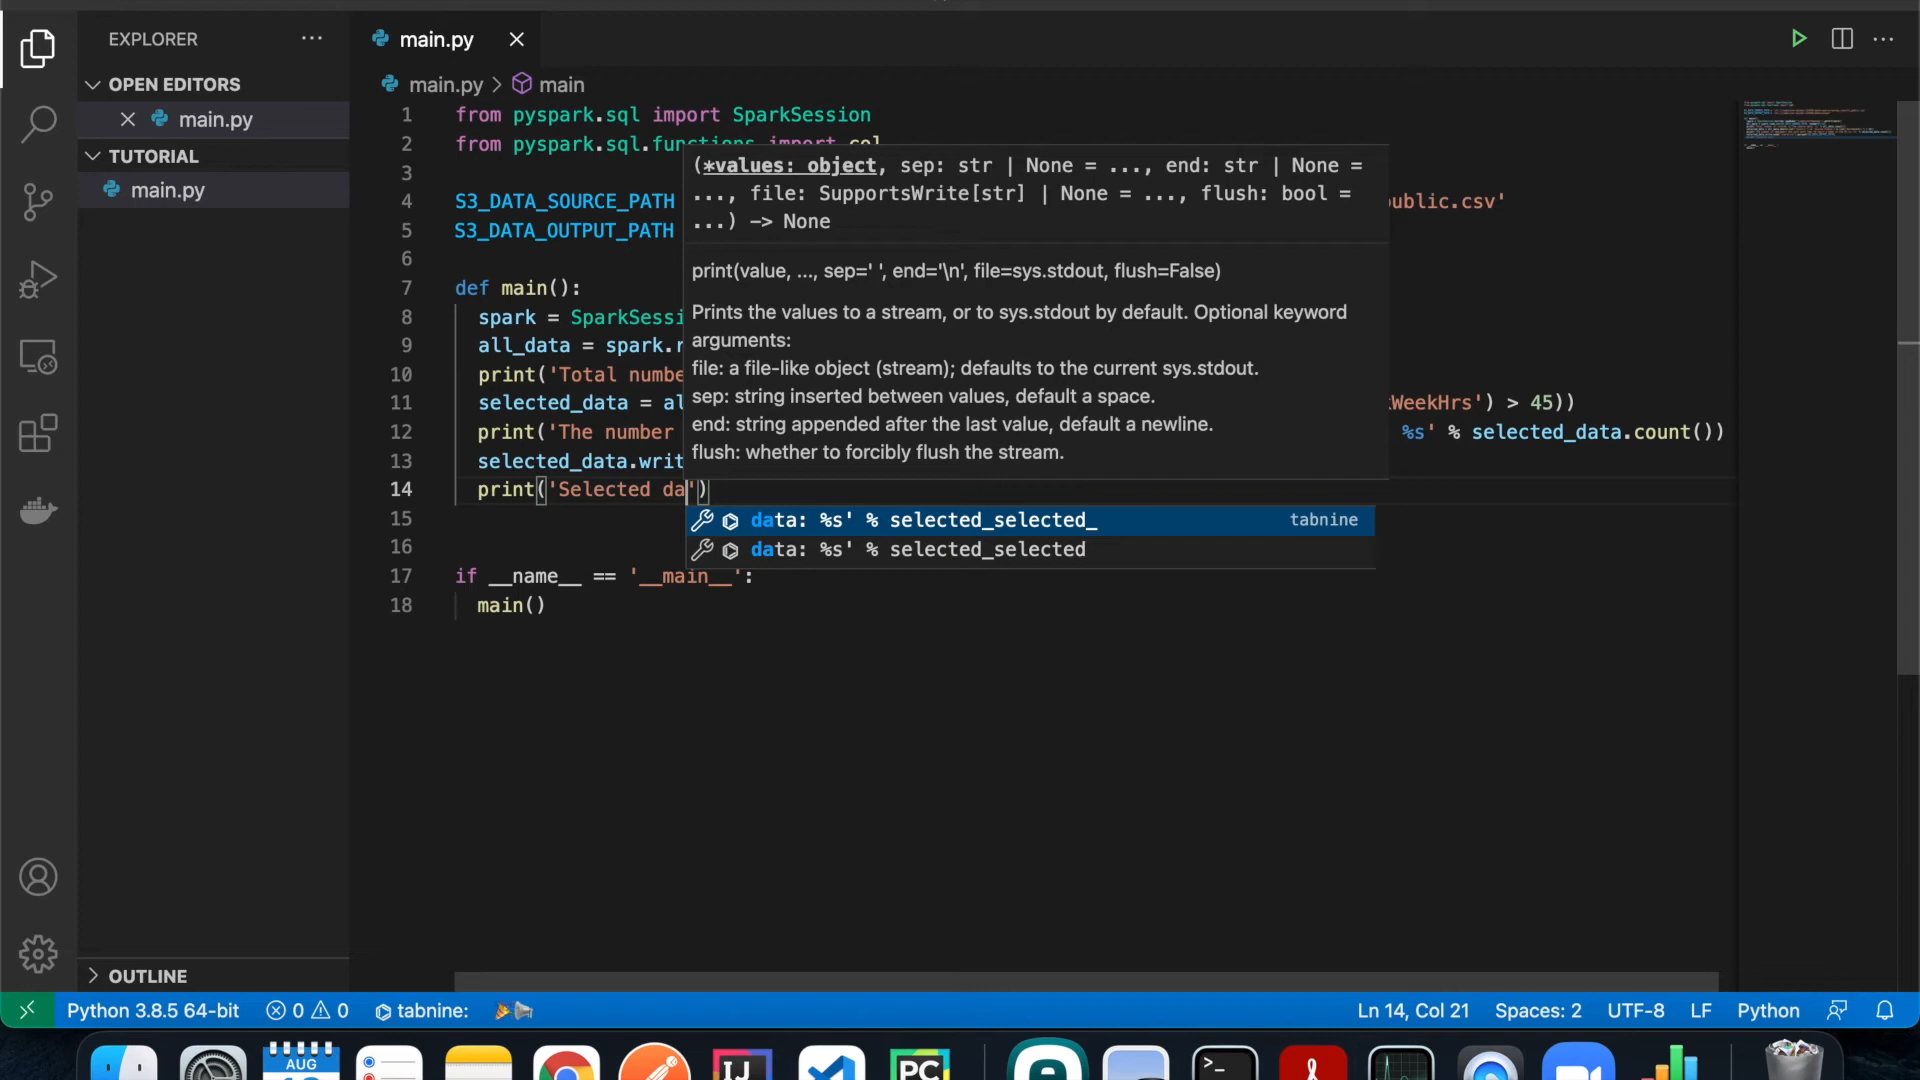 EXPLORER
main.py
OPEN EDITORS
main.py
TUTORIAL
main.py
OUTLINE
main.py > main
1 from pyspark.sql import SparkSession
2 from pyspark.sql.functions import col
3
4 S3_DATA_SOURCE_PATH ublic.csv'
5 S3_DATA_OUTPUT_PATH
6
7 def main():
8 spark = SparkSessi
9 all_data = spark.r
10 print('Total numbe
11 selected_data = al kWeekHrs') > 45))
12 print('The number %s' % selected_data.count())
13 selected_data.writ
14 print('Selected da')
15
16
17 if __name__ == '__main__':
18 main()
(*values: object, sep: str | None = ..., end: str | None =
..., file: SupportsWrite[str] | None = ..., flush: bool =
...) -> None
print(value, ..., sep=' ', end='\n', file=sys.stdout, flush=False)
Prints the values to a stream, or to sys.stdout by default. Optional keyword
arguments:
file: a file-like object (stream); defaults to the current sys.stdout.
sep: string inserted between values, default a space.
end: string appended after the last value, default a newline.
flush: whether to forcibly flush the stream.
data: %s' % selected_selected_ tabnine
data: %s' % selected_selected
Python 3.8.5 64-bit 0 0 tabnine: Ln 14, Col 21 Spaces: 2 UTF-8 LF Python
AUG
IJ
PC